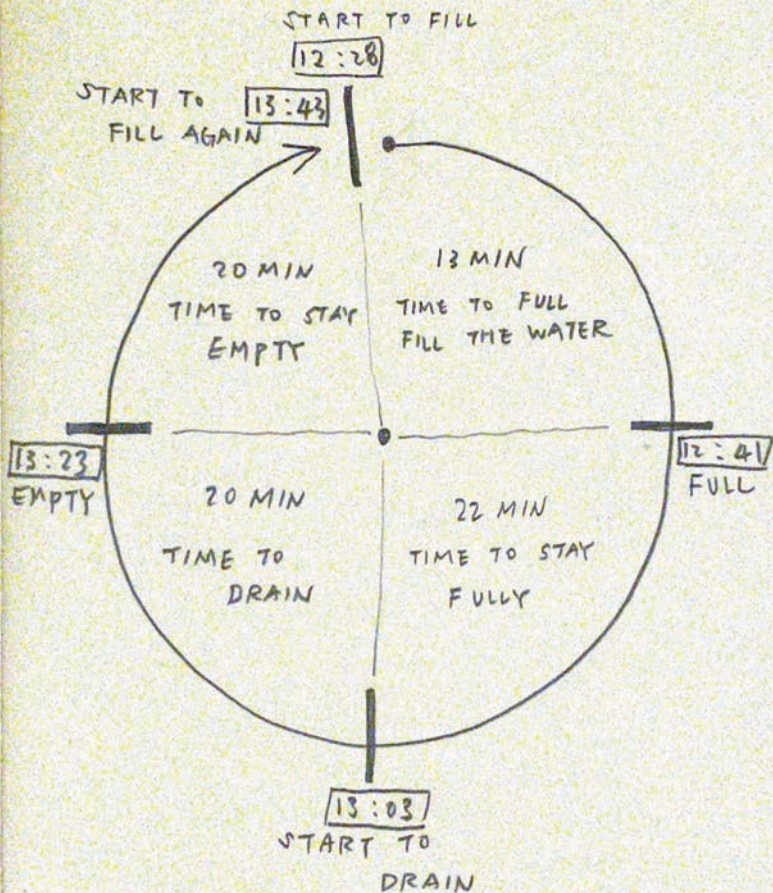 START TO FILL
12:28
START TO
FILL AGAIN
13:43
20 MIN
TIME TO STAY
EMPTY
13 MIN
TIME TO FULL
FILL THE WATER
13:23
EMPTY
12:41
FULL
20 MIN
TIME TO
DRAIN
22 MIN
TIME TO STAY
FULLY
13:03
START TO
DRAIN